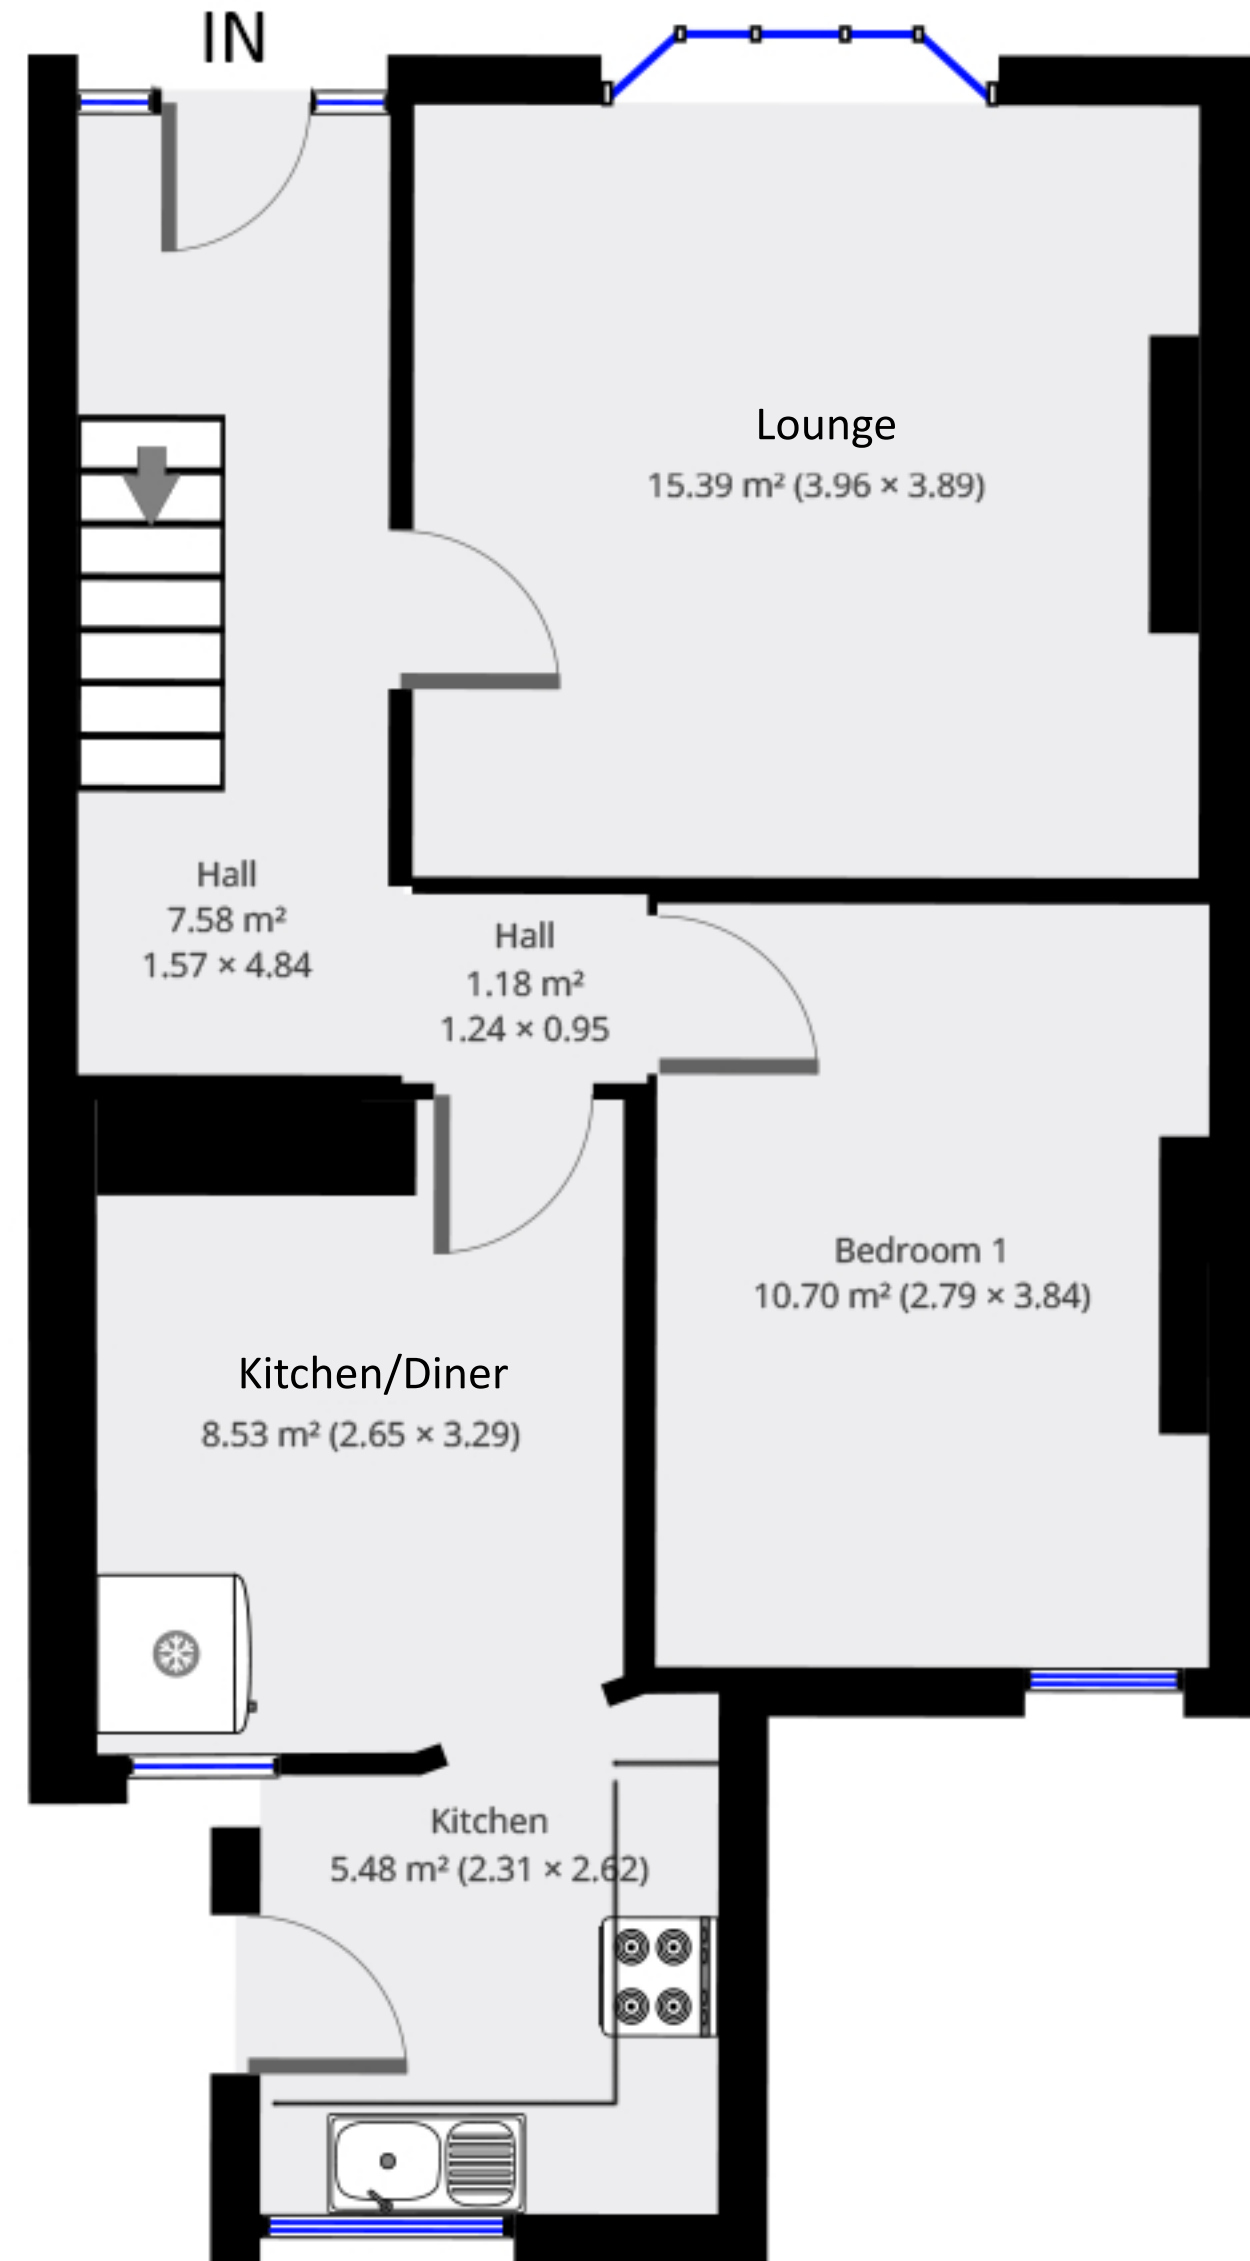 IN
Lounge
15.39 m² (3.96 × 3.89)
Hall
7.58 m²
1.57 × 4.84
Hall
1.18 m²
1.24 × 0.95
Bedroom 1
10.70 m² (2.79 × 3.84)
Kitchen/Diner
8.53 m² (2.65 × 3.29)
Kitchen
5.48 m² (2.31 × 2.62)